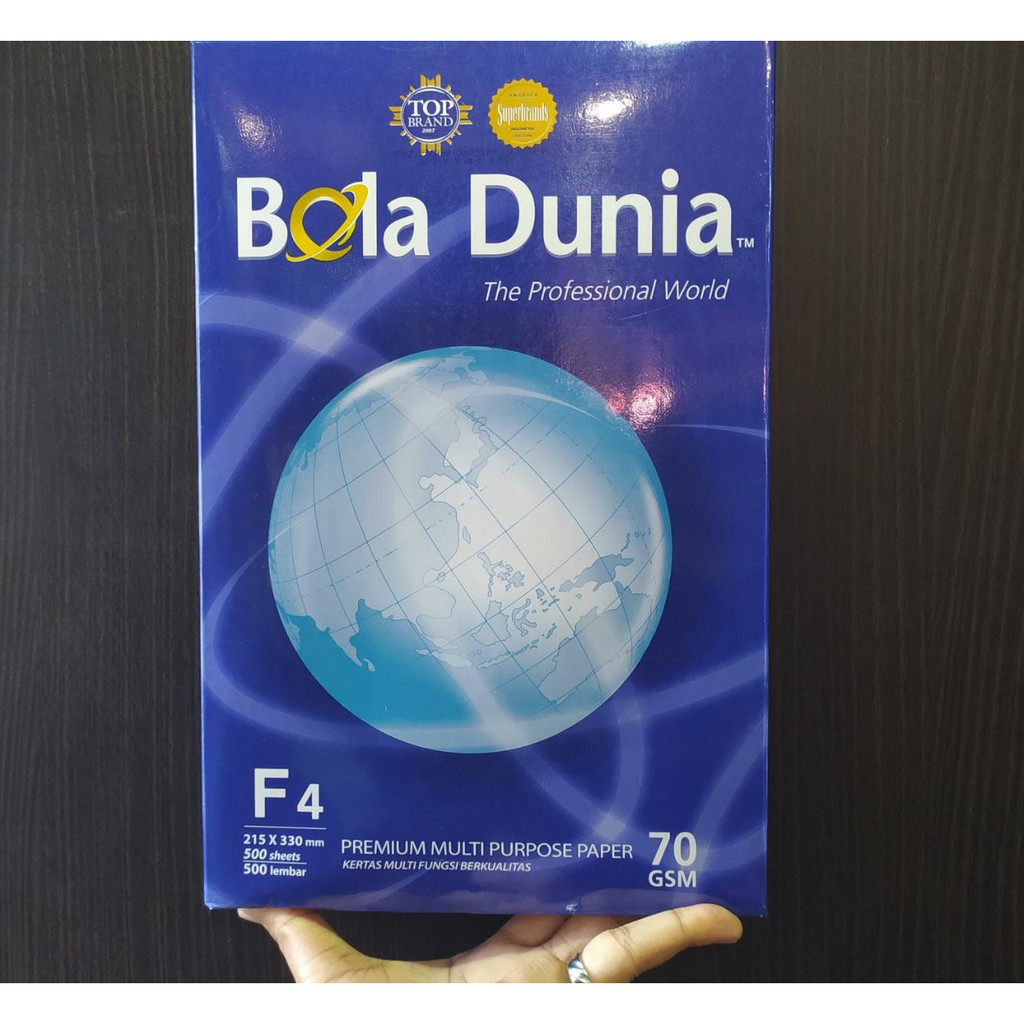 TOP
BRAND
2007
Superbrands
Bola Dunia™
The Professional World
F4
215 X 330 mm
500 sheets
500 lembar
PREMIUM MULTI PURPOSE PAPER
KERTAS MULTI FUNGSI BERKUALITAS
70
GSM